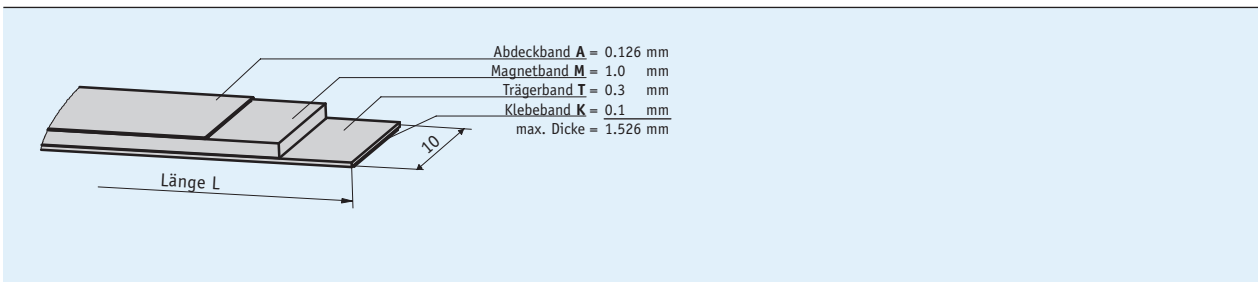 Abdeckband A = 0.126 mm
Magnetband M = 1.0 mm
Trägerband T = 0.3 mm
Klebeband K = 0.1 mm
max. Dicke = 1.526 mm
10
Länge L